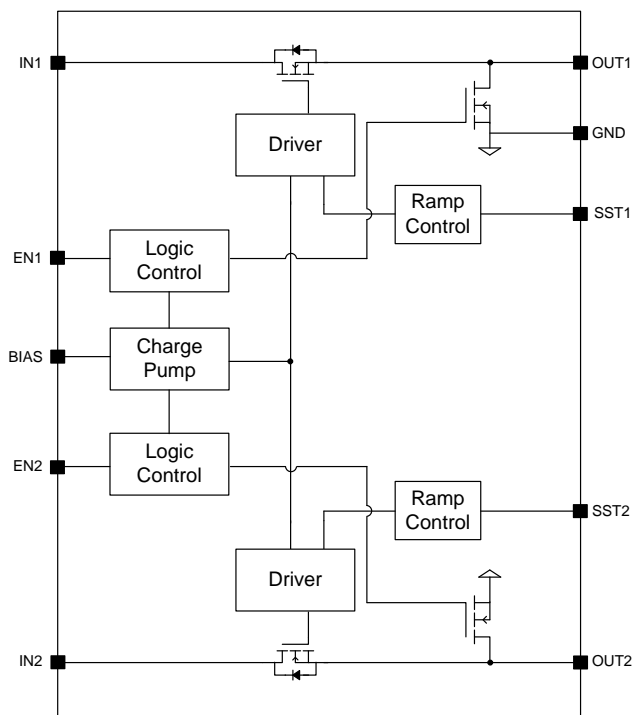 IN1
OUT1
GND
Driver
Ramp
Control
SST1
EN1
Logic
Control
BIAS
Charge
Pump
EN2
Logic
Control
Ramp
Control
SST2
Driver
IN2
OUT2